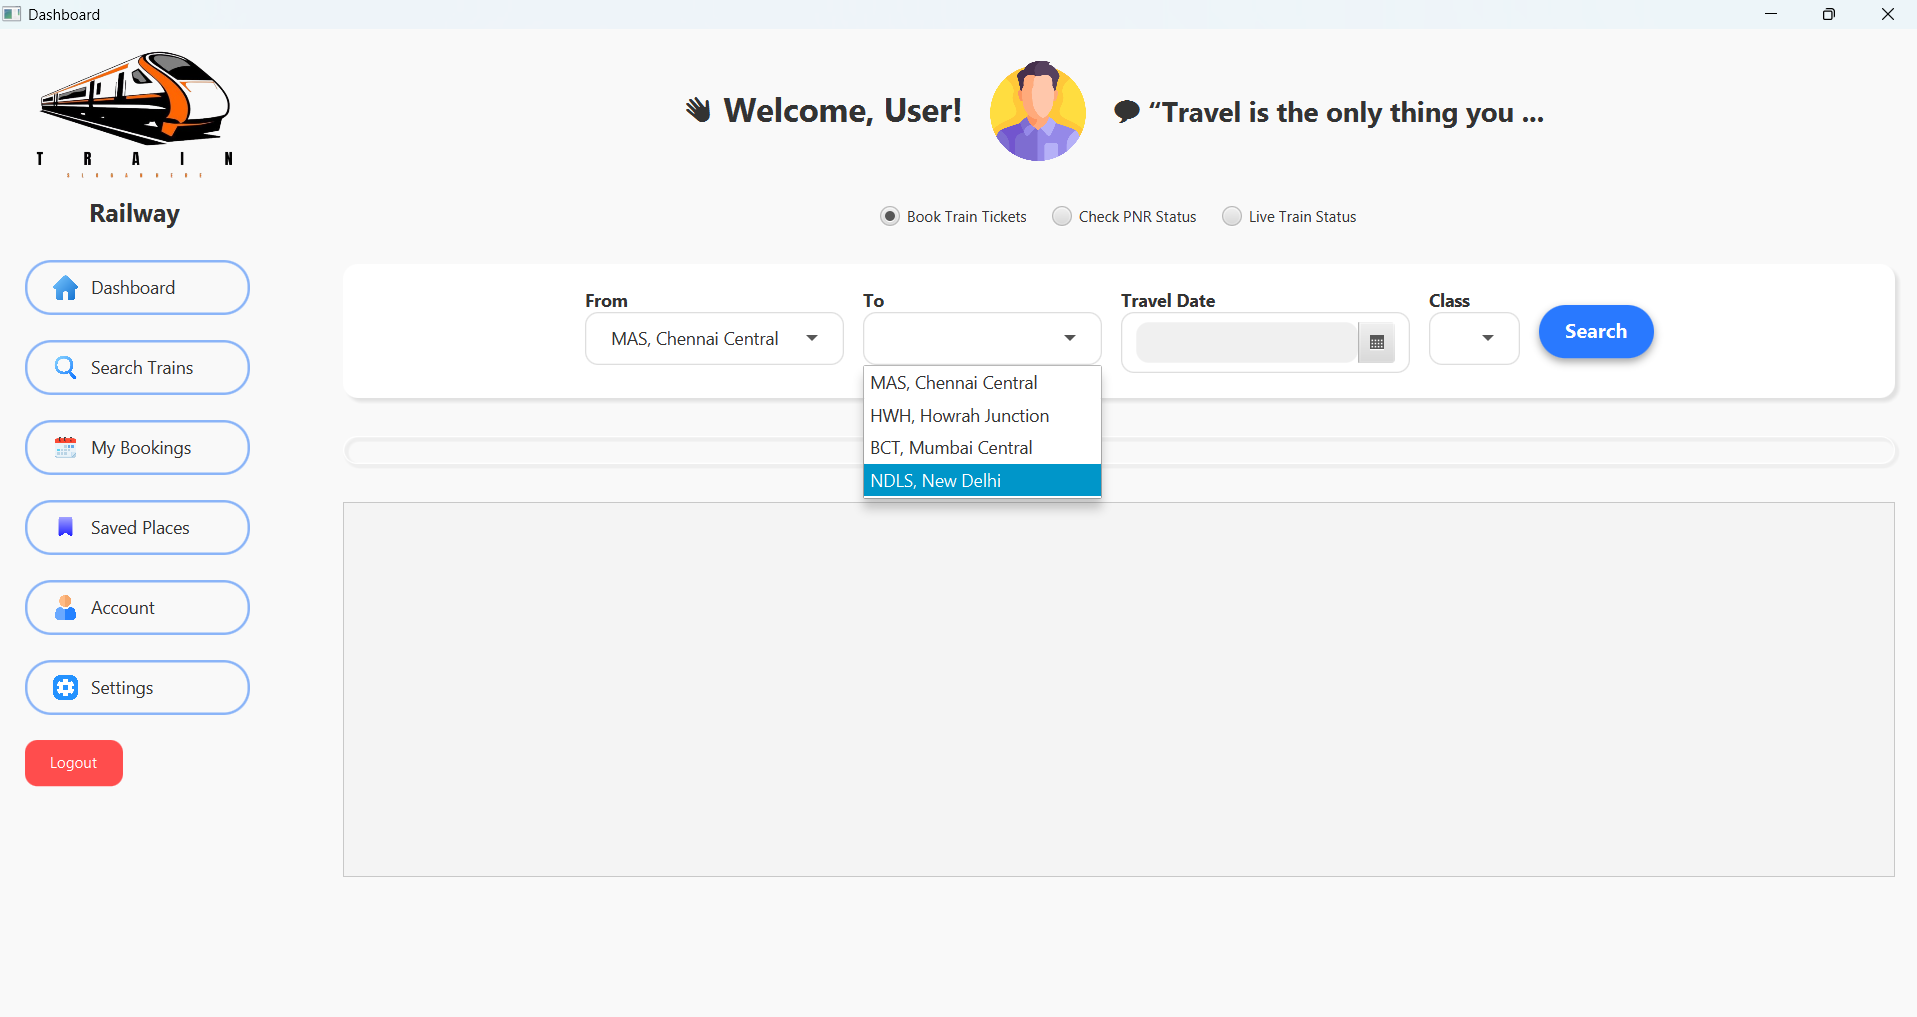 Dashboard
T R A I N
Railway
Dashboard
Search Trains
My Bookings
Saved Places
Account
Settings
Logout
Welcome, User!
“Travel is the only thing you ...
Book Train Tickets
Check PNR Status
Live Train Status
From
MAS, Chennai Central
To
MAS, Chennai Central
HWH, Howrah Junction
BCT, Mumbai Central
NDLS, New Delhi
Travel Date
Class
Search